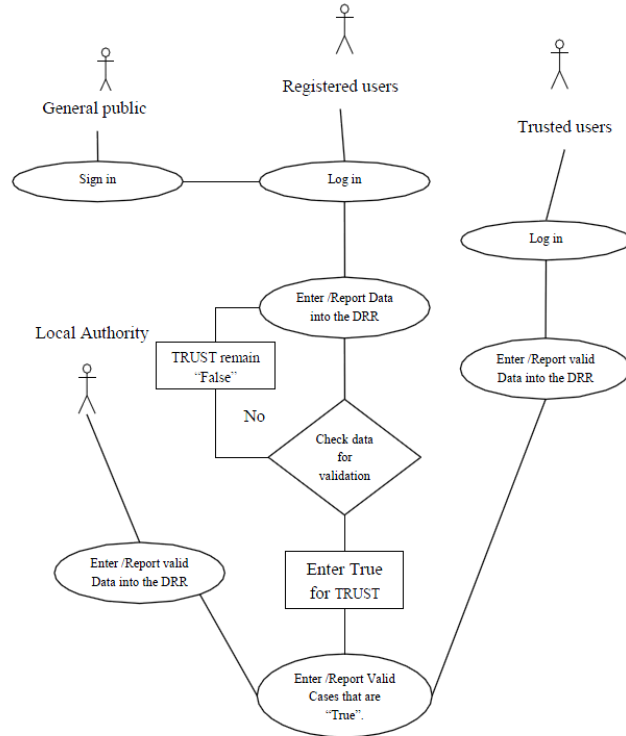 Registered users
General public
Trusted users
Sign in
Log in
Log in
Enter /Report Data
into the DRR
Local Authority
TRUST remain
“False”
Enter /Report valid
Data into the DRR
No
Check data
for
validation
Enter /Report valid
Data into the DRR
Enter True
for TRUST
Enter /Report Valid
Cases that are
“True”.